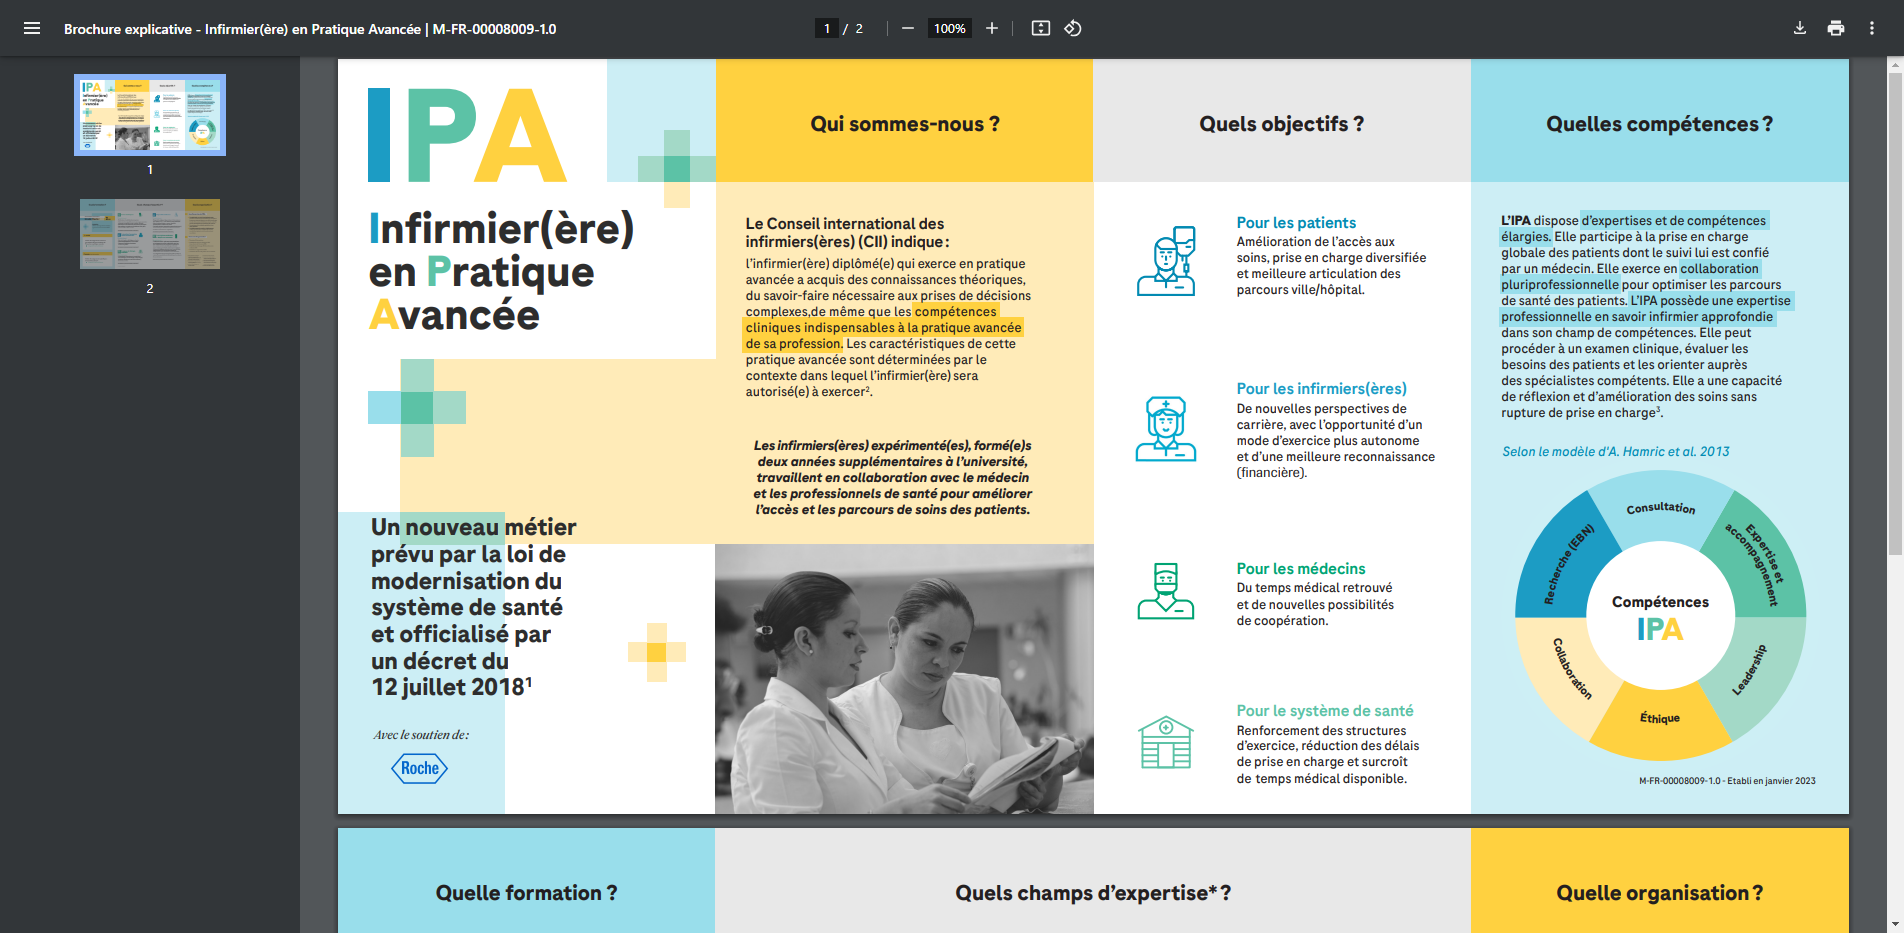 Brochure explicative - Infirmier(ère) en Pratique Avancée | M-FR-00008009-1.0
1 / 2
100%
1
2
IPA
Infirmier(ère)
en Pratique
Avancée
Un nouveau métier
prévu par la loi de
modernisation du
système de santé
et officialisé par
un décret du
12 juillet 2018¹
Avec le soutien de :
Roche
Qui sommes-nous ?
Le Conseil international des
infirmiers(ères) (CII) indique :
l'infirmier(ère) diplômé(e) qui exerce en pratique
avancée a acquis des connaissances théoriques,
du savoir-faire nécessaire aux prises de décisions
complexes,de même que les compétences
cliniques indispensables à la pratique avancée
de sa profession. Les caractéristiques de cette
pratique avancée sont déterminées par le
contexte dans lequel l'infirmier(ère) sera
autorisé(e) à exercer².
Les infirmiers(ères) expérimenté(es), formé(e)s
deux années supplémentaires à l'université,
travaillent en collaboration avec le médecin
et les professionnels de santé pour améliorer
l'accès et les parcours de soins des patients.
Quels objectifs ?
Pour les patients
Amélioration de l'accès aux
soins, prise en charge diversifiée
et meilleure articulation des
parcours ville/hôpital.
Pour les infirmiers(ères)
De nouvelles perspectives de
carrière, avec l'opportunité d'un
mode d'exercice plus autonome
et d'une meilleure reconnaissance
(financière).
Pour les médecins
Du temps médical retrouvé
et de nouvelles possibilités
de coopération.
Pour le système de santé
Renforcement des structures
d'exercice, réduction des délais
de prise en charge et surcroît
de temps médical disponible.
Quelles compétences ?
L'IPA dispose d'expertises et de compétences
élargies. Elle participe à la prise en charge
globale des patients dont le suivi lui est confié
par un médecin. Elle exerce en collaboration
pluriprofessionnelle pour optimiser les parcours
de santé des patients. L'IPA possède une expertise
professionnelle en savoir infirmier approfondie
dans son champ de compétences. Elle peut
procéder à un examen clinique, évaluer les
besoins des patients et les orienter auprès
des spécialistes compétents. Elle a une capacité
de réflexion et d'amélioration des soins sans
rupture de prise en charge³.
Selon le modèle d'A. Hamric et al. 2013
Consultation
Expertise et
accompagnement
Leadership
Éthique
Collaboration
Recherche (EBN)
Compétences
IPA
M-FR-00008009-1.0 - Etabli en janvier 2023
Quelle formation ?
Quels champs d'expertise* ?
Quelle organisation ?